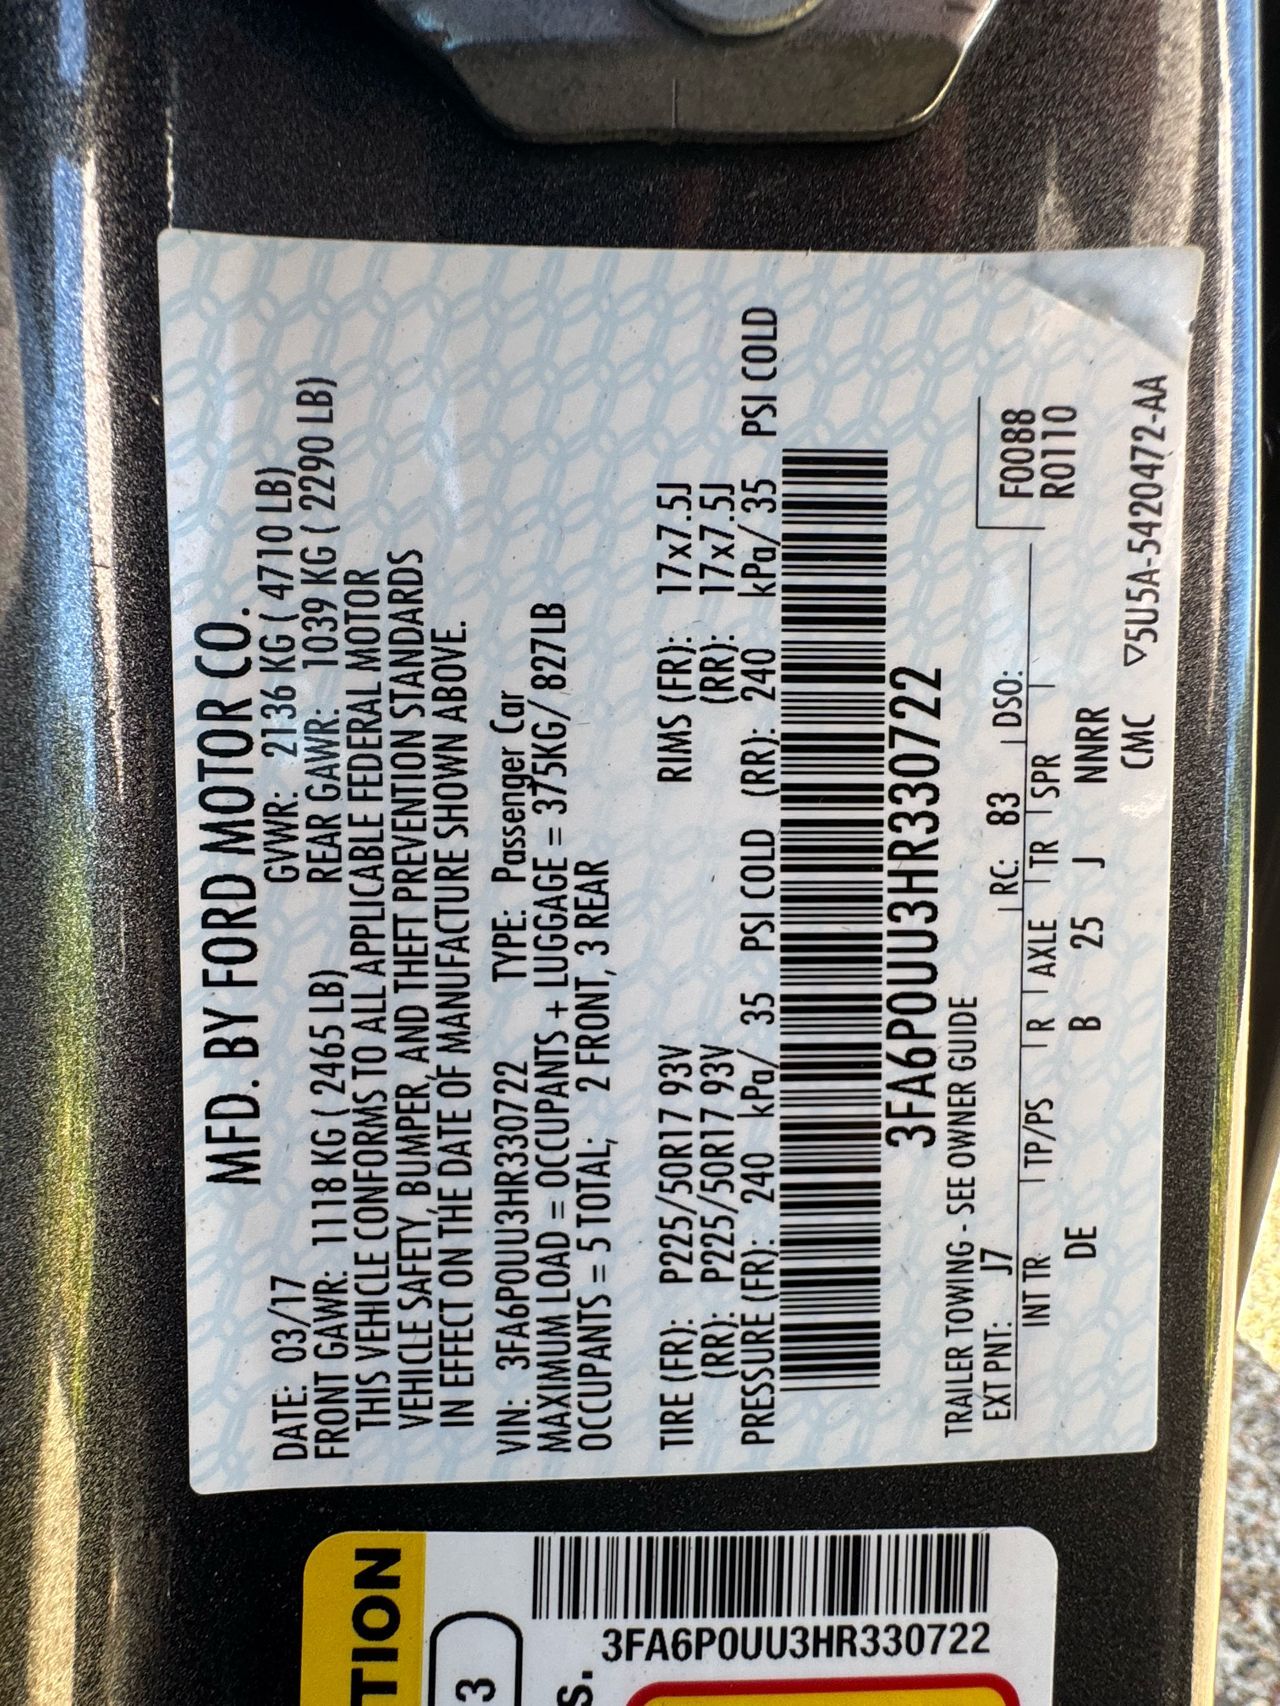 MFD. BY FORD MOTOR CO.
DATE: 03/17 GVWR: 2136 KG ( 4710 LB)
FRONT GAWR: 1118 KG ( 2465 LB) REAR GAWR: 1039 KG ( 2290 LB)
THIS VEHICLE CONFORMS TO ALL APPLICABLE FEDERAL MOTOR
VEHICLE SAFETY, BUMPER, AND THEFT PREVENTION STANDARDS
IN EFFECT ON THE DATE OF MANUFACTURE SHOWN ABOVE.
VIN: 3FA6P0UU3HR330722 TYPE: Passenger Car
MAXIMUM LOAD = OCCUPANTS + LUGGAGE = 375KG/ 827LB
OCCUPANTS = 5 TOTAL; 2 FRONT, 3 REAR
TIRE (FR): P225/50R17 93V RIMS (FR): 17x7.5J
(RR): P225/50R17 93V (RR): 17x7.5J
PRESSURE (FR): 240 kPa/ 35 PSI COLD (RR): 240 kPa/ 35 PSI COLD
3FA6P0UU3HR330722
TRAILER TOWING - SEE OWNER GUIDE
EXT PNT: J7 RC: 83 DSO:
F0088
R0110
INT TR TP/PS R AXLE TR SPR
DE B 25 J NNRR
CMC ▽5U5A-5420472-AA
TION
3
s.
3FA6P0UU3HR330722